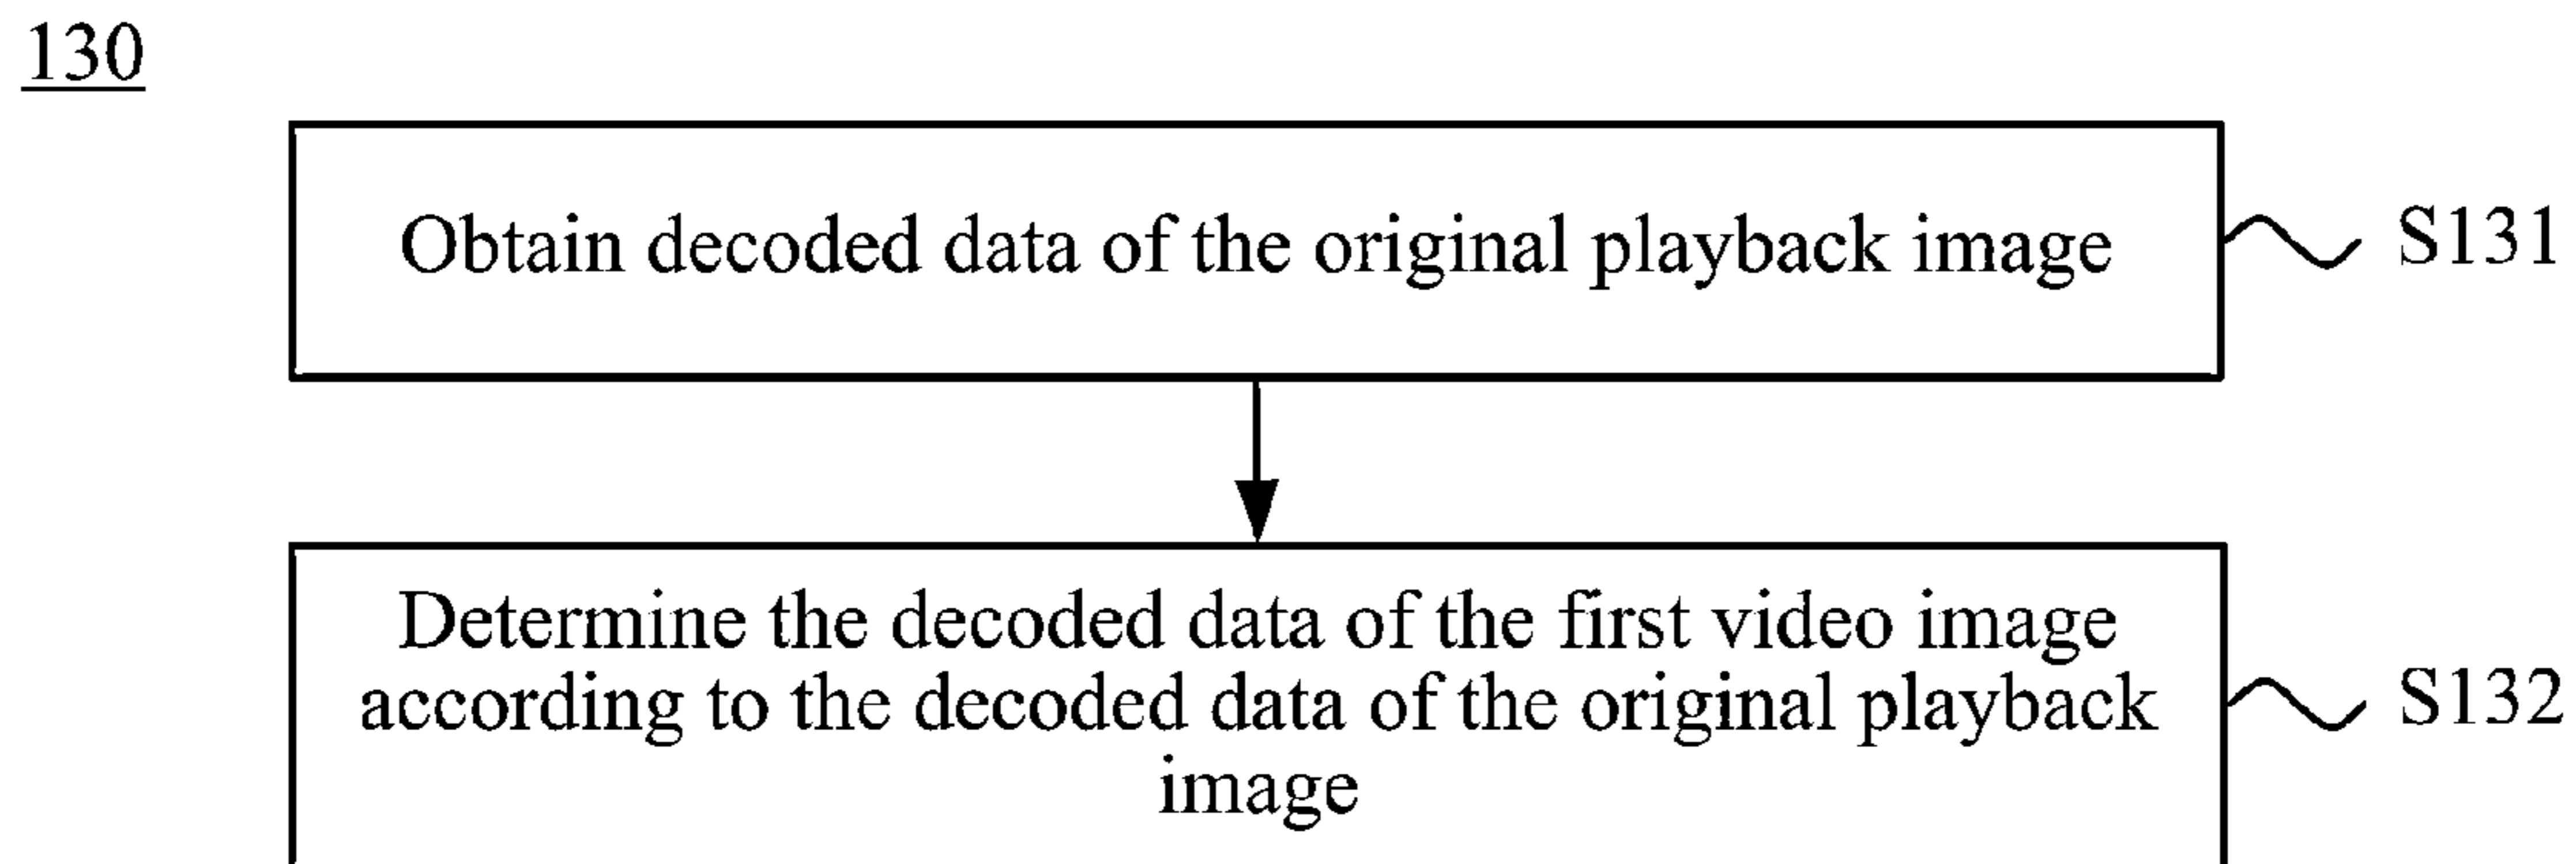 130
Obtain decoded data of the original playback image
S131
Determine the decoded data of the first video image
according to the decoded data of the original playback
image
S132